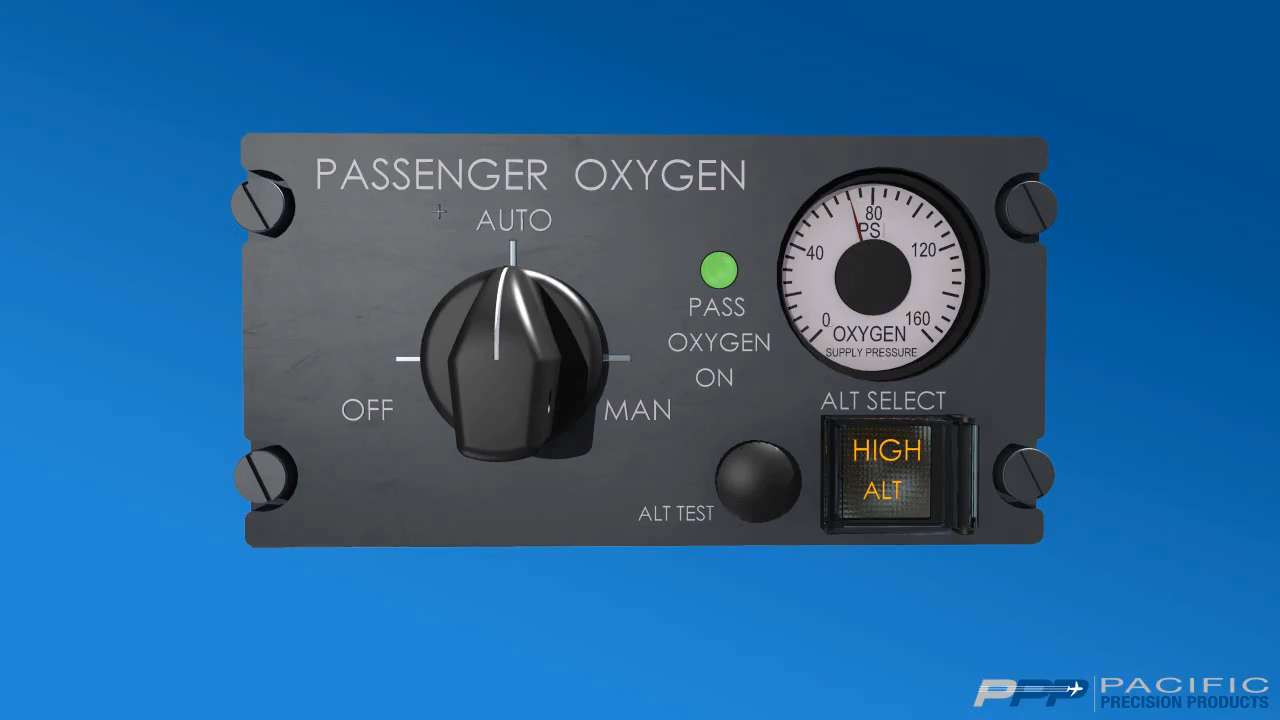 PASSENGER OXYGEN
AUTO
OFF
MAN
PASS
OXYGEN
ON
80
PSI
40
120
0
160
OXYGEN
SUPPLY PRESSURE
ALT SELECT
HIGH
ALT
ALT TEST
PPP PACIFIC
PRECISION PRODUCTS